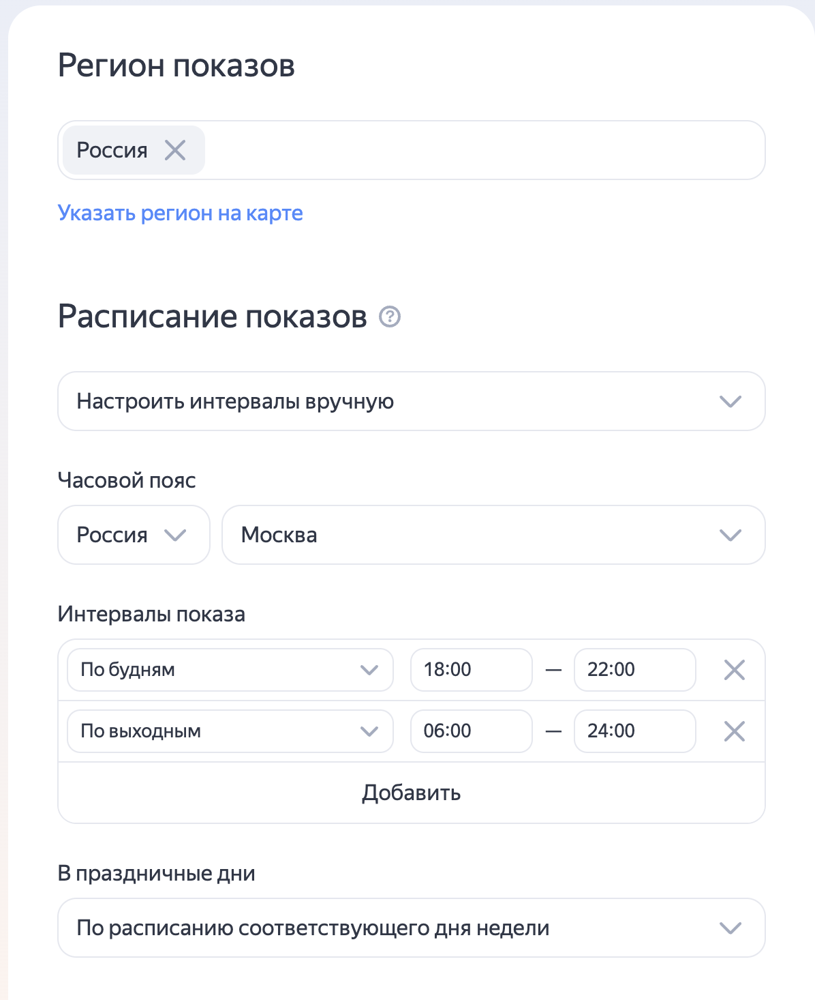 Регион показов
Россия
Указать регион на карте
Расписание показов ?
Настроить интервалы вручную
Часовой пояс
Россия Москва
Интервалы показа
По будням 18:00 — 22:00
По выходным 06:00 — 24:00
Добавить
В праздничные дни
По расписанию соответствующего дня недели